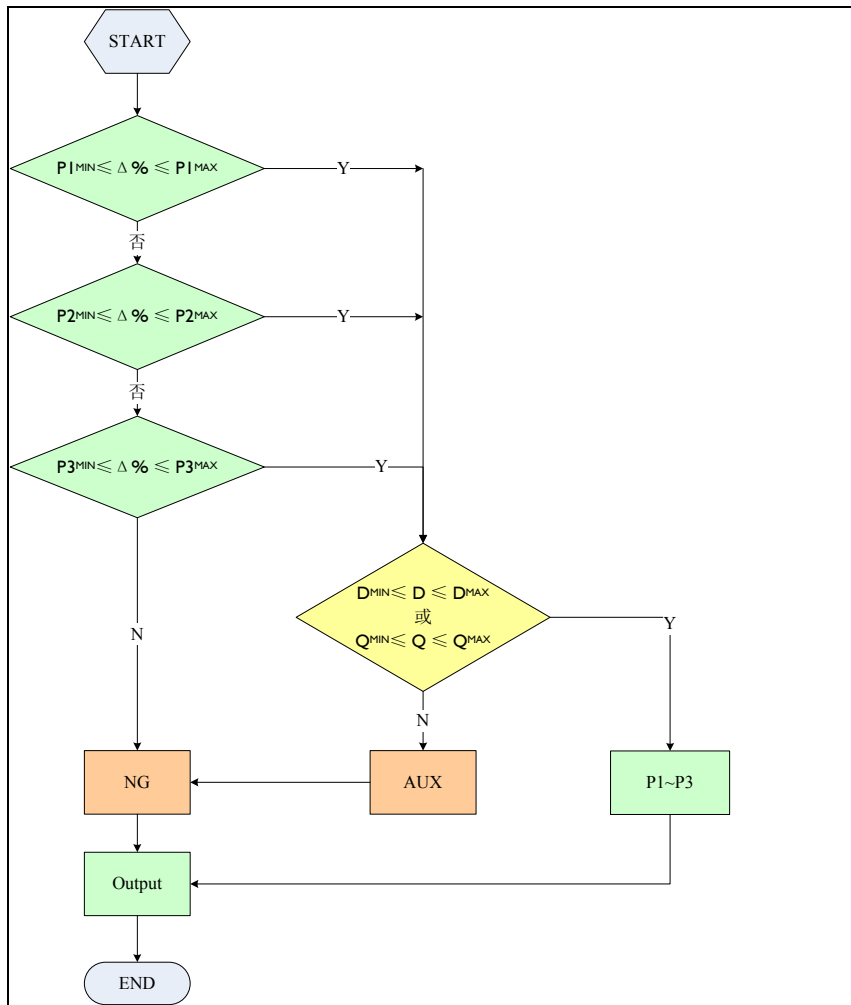 START
P1MIN≤ Δ % ≤ P1MAX
Y
否
P2MIN≤ Δ % ≤ P2MAX
Y
否
P3MIN≤ Δ % ≤ P3MAX
Y
DMIN≤ D ≤ DMAX
或
QMIN≤ Q ≤ QMAX
N
Y
N
NG
AUX
P1~P3
Output
END